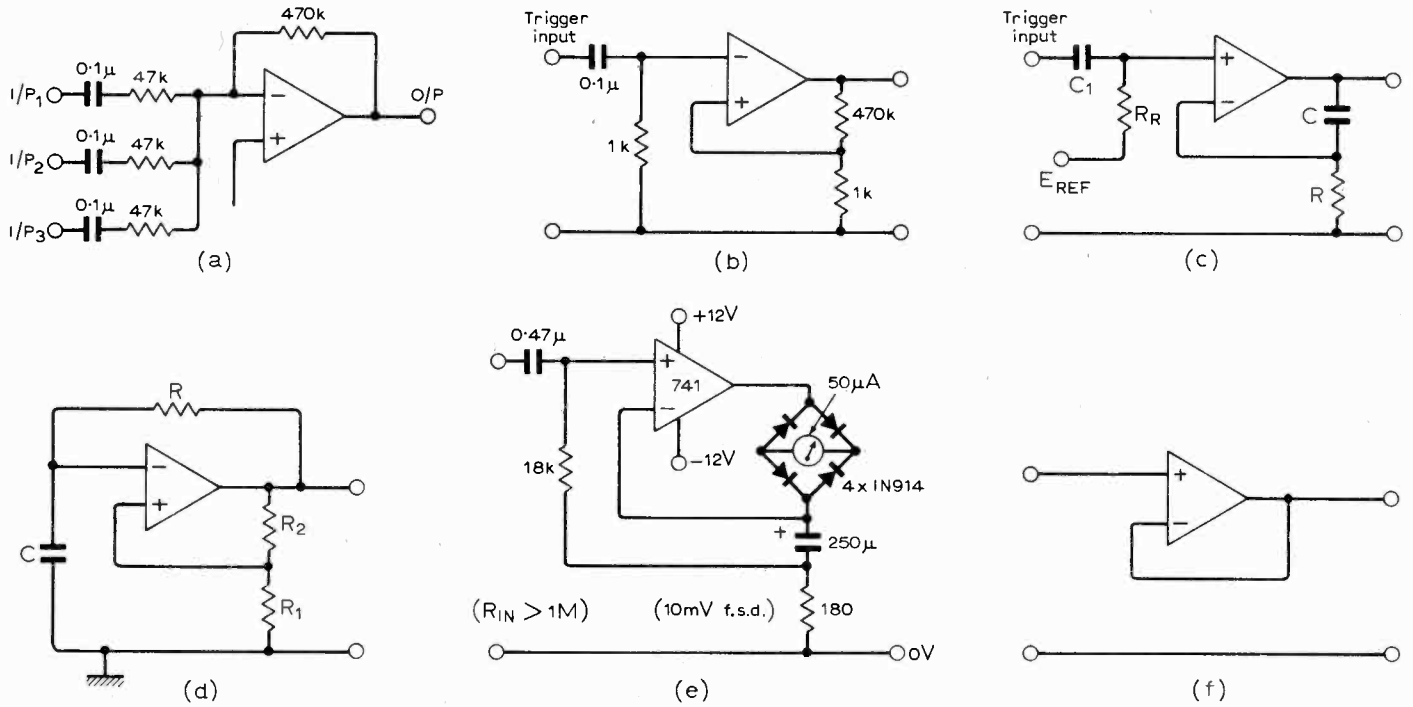 470k
0·1μ
47k
I/P1
O/P
0·1μ
47k
I/P2
0·1μ
47k
I/P3
-
+
(a)
Trigger
input
0·1μ
1k
-
+
470k
1k
(b)
Trigger
input
C1
RR
EREF
+
-
C
R
(c)
R
-
+
C
R2
R1
(d)
+12V
0·47μ
+
741
-
50μA
-12V
18k
4x IN914
+
250μ
(RIN > 1M)
(10mV f.s.d.)
180
0V
(e)
+
-
(f)